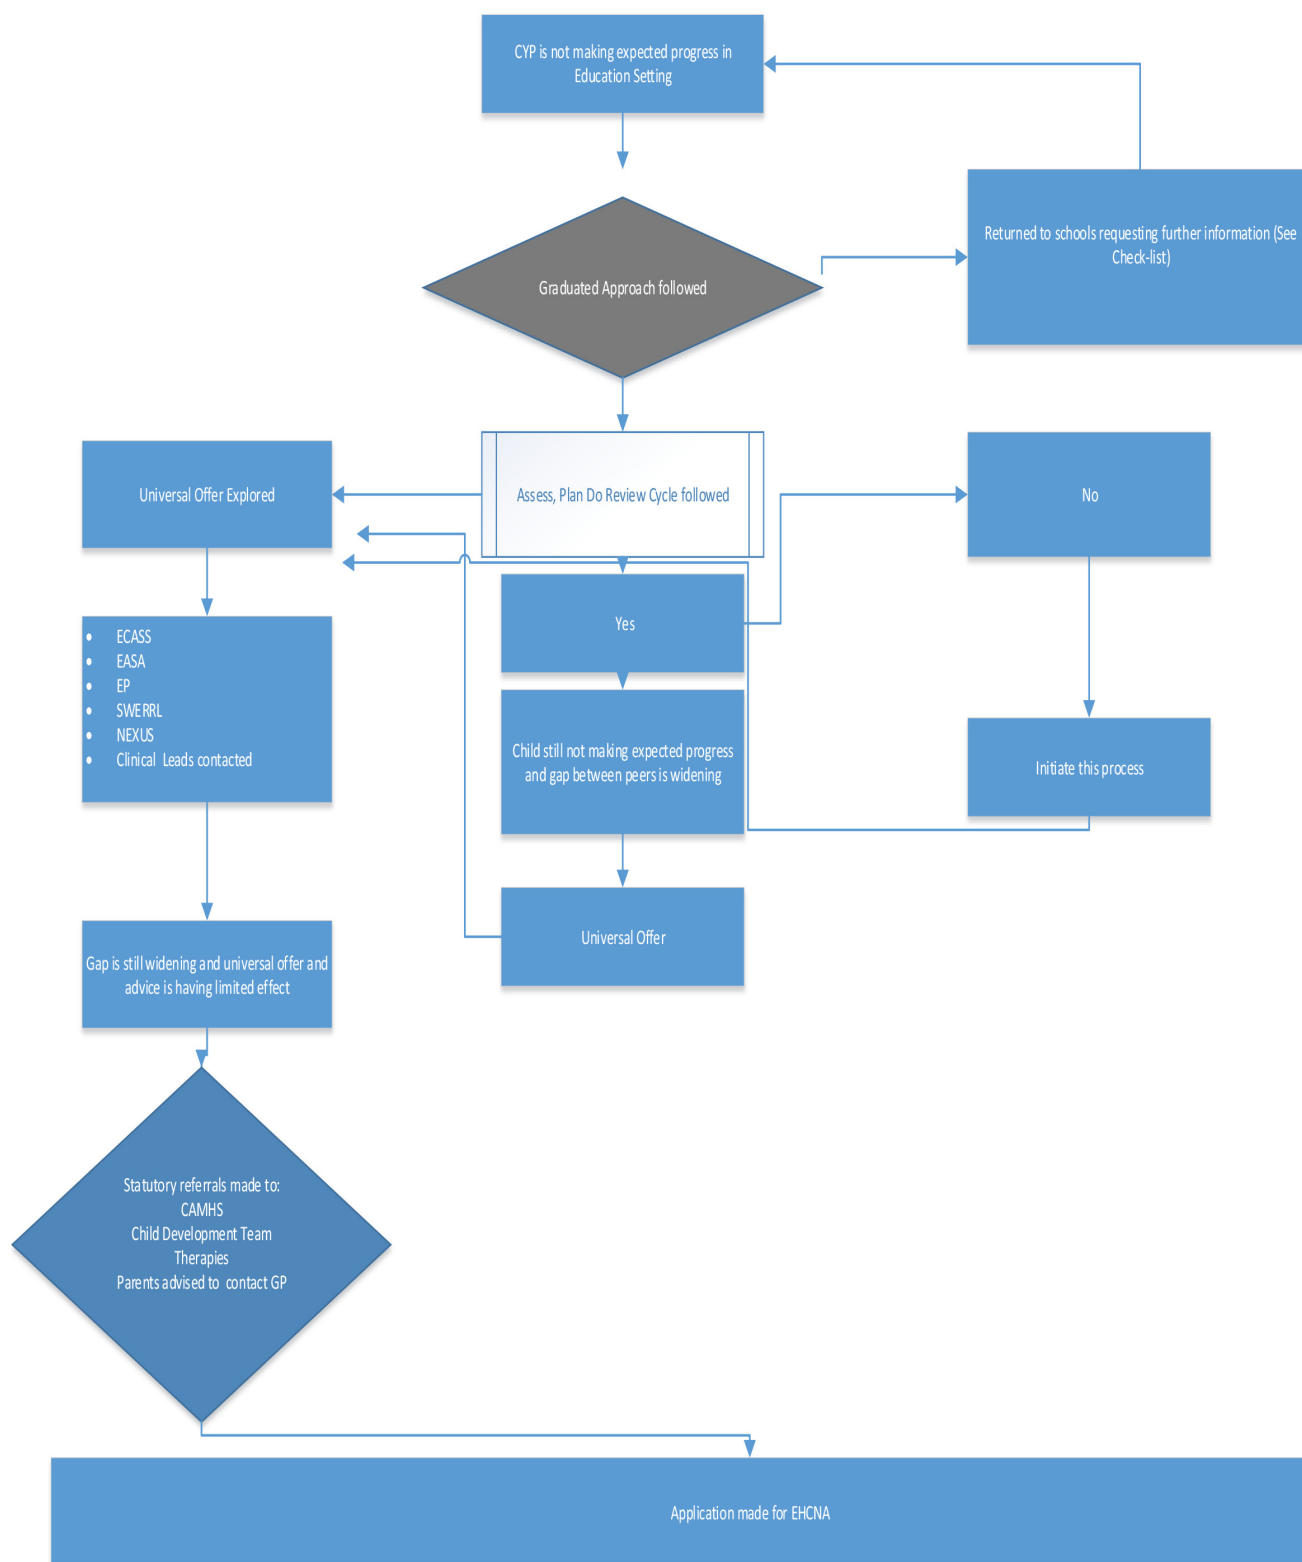 CYP is not making expected progress in
Education Setting
Returned to schools requesting further information (See
Check-list)
Graduated Approach followed
Universal Offer Explored
Assess, Plan Do Review Cycle followed
No
Yes
• ECASS
• EASA
• EP
• SWERRL
• NEXUS
• Clinical Leads contacted
Child still not making expected progress
and gap between peers is widening
Initiate this process
Universal Offer
Gap is still widening and universal offer and
advice is having limited effect
Statutory referrals made to:
CAMHS
Child Development Team
Therapies
Parents advised to contact GP
Application made for EHCNA